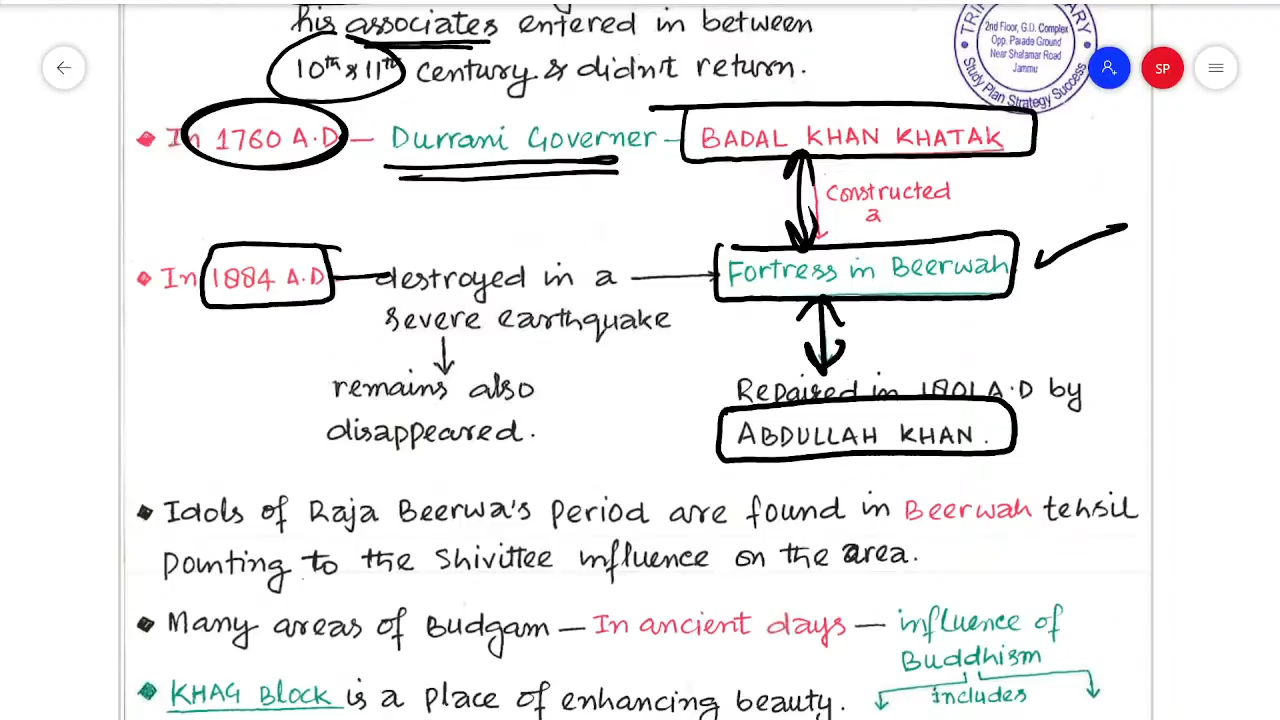 his associates entered in between
10th & 11th century & didn't return.
In 1760 A.D — Durrani Governer — BADAL KHAN KHATAK
Constructed
a
In 1884 A.D — destroyed in a → Fortress in Beerwah
severe earthquake
remains also
disappeared.
Repaired in 1801 A.D by
ABDULLAH KHAN.
Idols of Raja Beerwa's Period are found in Beerwah tehsil
Pointing to the Shivittee influence on the area.
Many areas of Budgam — In ancient days — influence of
Buddhism
includes
KHAG BLOCK is a place of enhancing beauty.
2nd Floor, G.D. Complex
Opp. Parade Ground
Near Shalamar Road
Jammu
Study Plan Strategy Success
SP